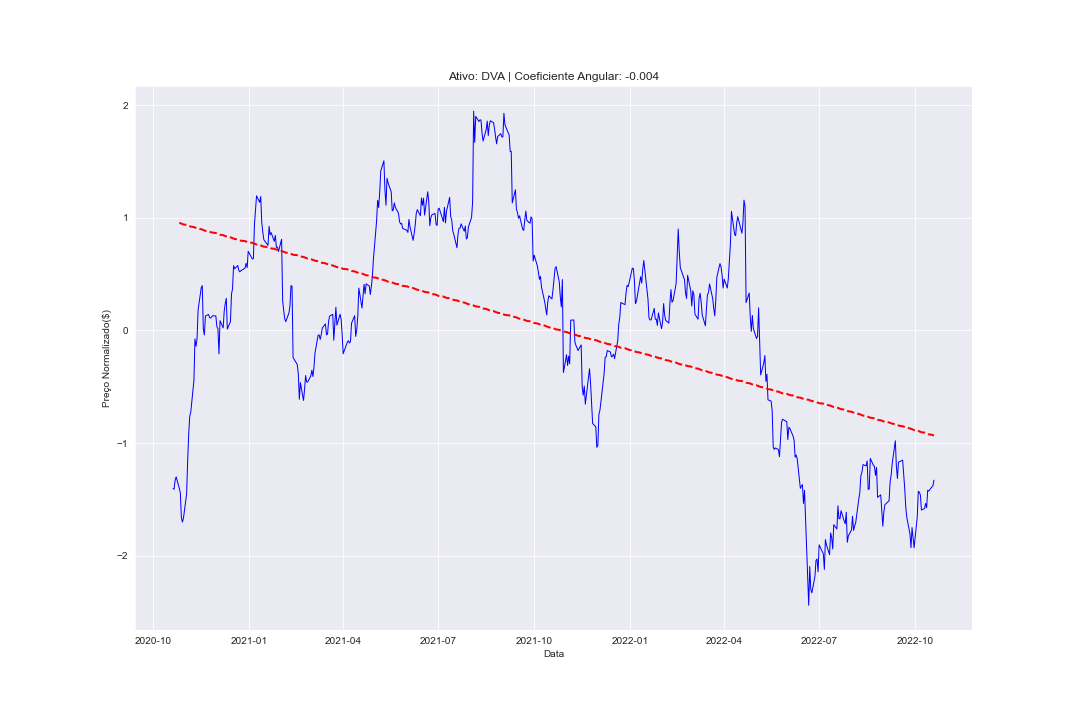 Ativo: DVA | Coeficiente Angular: -0.004
Preço Normalizado($)
2
1
0
−1
−2
2020-10 2021-01 2021-04 2021-07 2021-10 2022-01 2022-04 2022-07 2022-10
Data